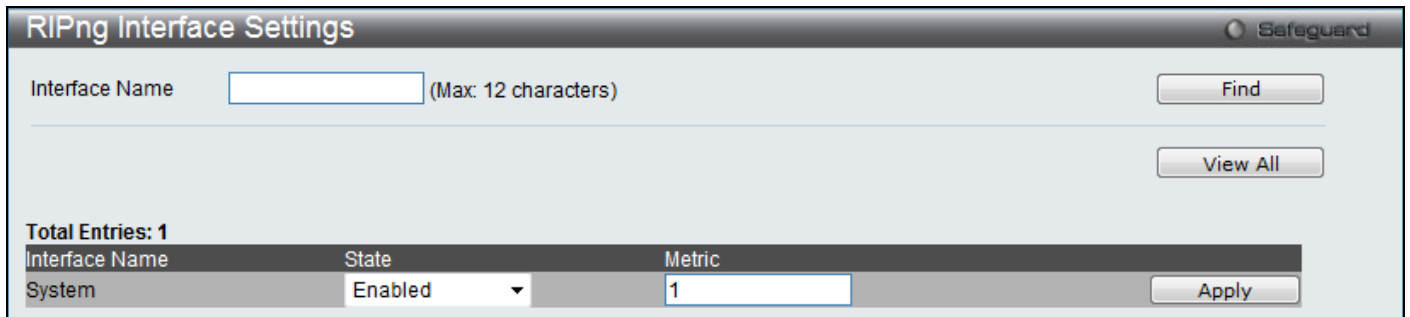 RIPng Interface Settings
Safeguard
Interface Name (Max: 12 characters) Find
View All
Total Entries: 1
Interface Name State Metric
System Enabled 1 Apply